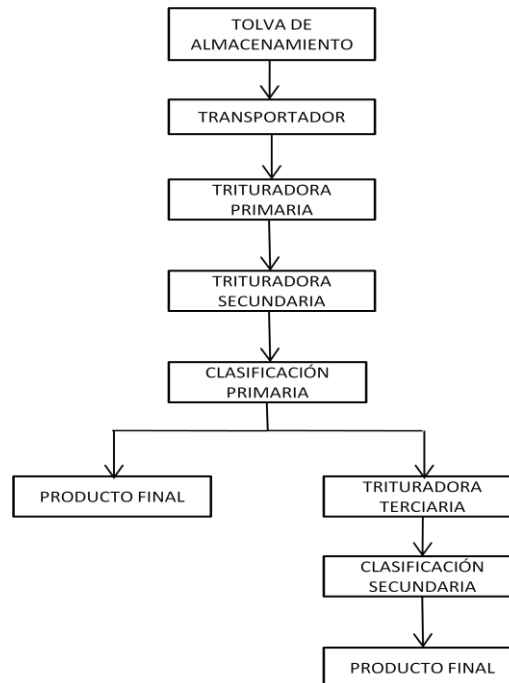 TOLVA DE
ALMACENAMIENTO
TRANSPORTADOR
TRITURADORA
PRIMARIA
TRITURADORA
SECUNDARIA
CLASIFICACIÓN
PRIMARIA
PRODUCTO FINAL
TRITURADORA
TERCIARIA
CLASIFICACIÓN
SECUNDARIA
PRODUCTO FINAL